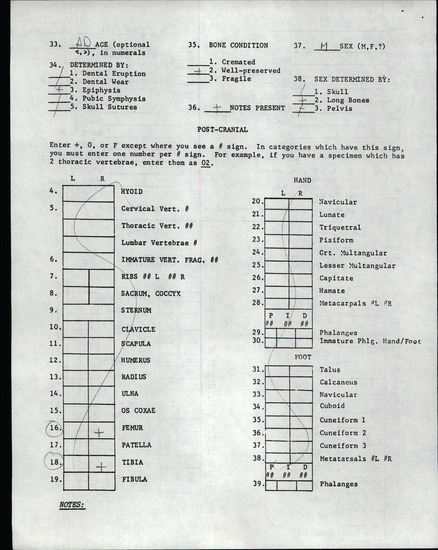 33. AD AGE (optional
<,>), in numerals
34. DETERMINED BY:
1. Dental Eruption
2. Dental Wear
+ 3. Epiphysis
4. Pubic Symphysis
5. Skull Sutures
35. BONE CONDITION
1. Cremated
+ 2. Well-preserved
3. Fragile
36. + NOTES PRESENT
37. M SEX (M,F,?)
38. SEX DETERMINED BY:
1. Skull
+ 2. Long Bones
3. Pelvis
POST-CRANIAL
Enter +, O, or F except where you see a # sign. In categories which have this sign,
you must enter one number per # sign. For example, if you have a specimen which has
2 thoracic vertebrae, enter them as 02.
L R
4. HYOID
5. Cervical Vert. #
Thoracic Vert. ##
Lumbar Vertebrae #
6. IMMATURE VERT. FRAG. ##
7. RIBS ## L ## R
8. SACRUM, COCCYX
9. STERNUM
10. CLAVICLE
11. SCAPULA
12. HUMERUS
13. RADIUS
14. ULNA
15. OS COXAE
16. + FEMUR
17. PATELLA
18. + TIBIA
19. FIBULA
NOTES:
HAND
L R
20. Navicular
21. Lunate
22. Triquetral
23. Pisiform
24. Grt. Multangular
25. Lesser Multangular
26. Capitate
27. Hamate
28. Metacarpals #L #R
P I D
## ## ##
29. Phalanges
30. Immature Phlg. Hand/Foot
FOOT
31. Talus
32. Calcaneus
33. Navicular
34. Cuboid
35. Cuneiform 1
36. Cuneiform 2
37. Cuneiform 3
38. Metatarsals #L #R
P I D
## ## ##
39. Phalanges